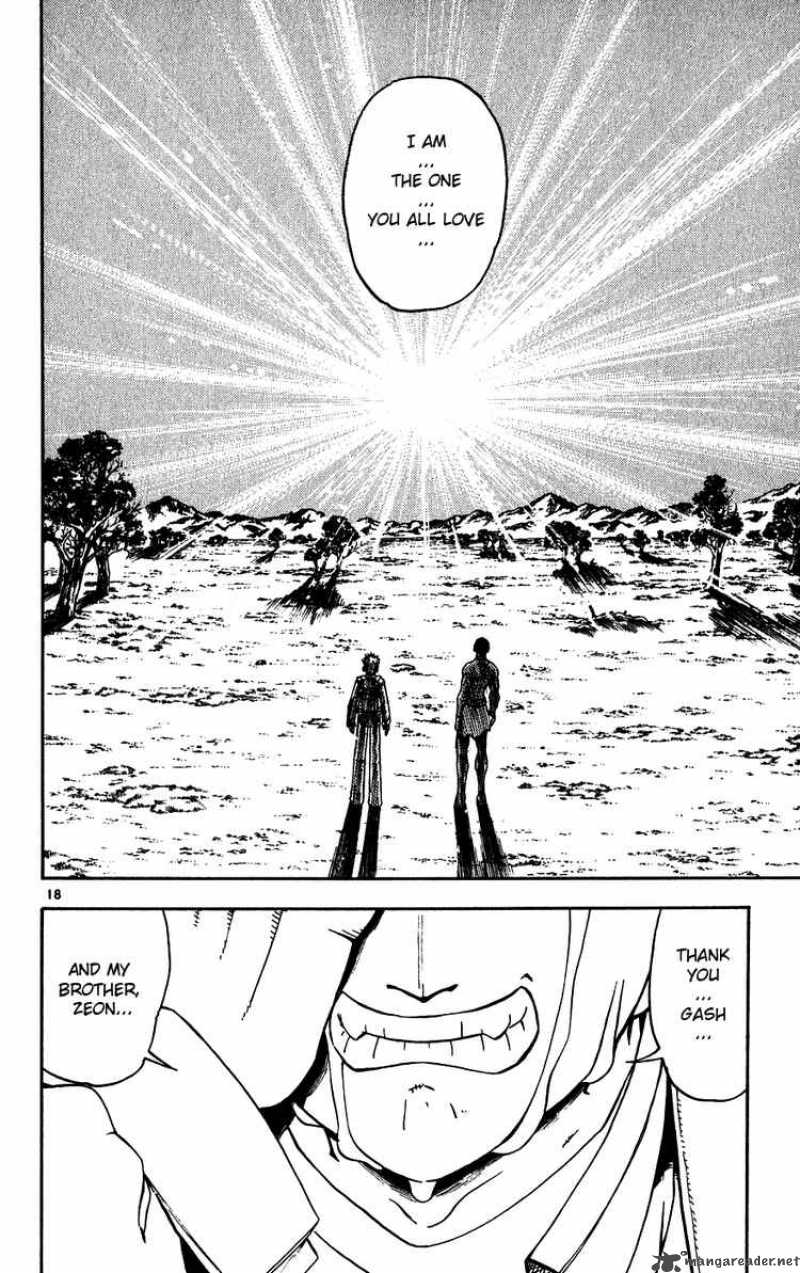 I AM
...
THE ONE
...
YOU ALL LOVE
...
18
THANK
YOU
...
GASH
...
AND MY
BROTHER,
ZEON...
mangareader.net